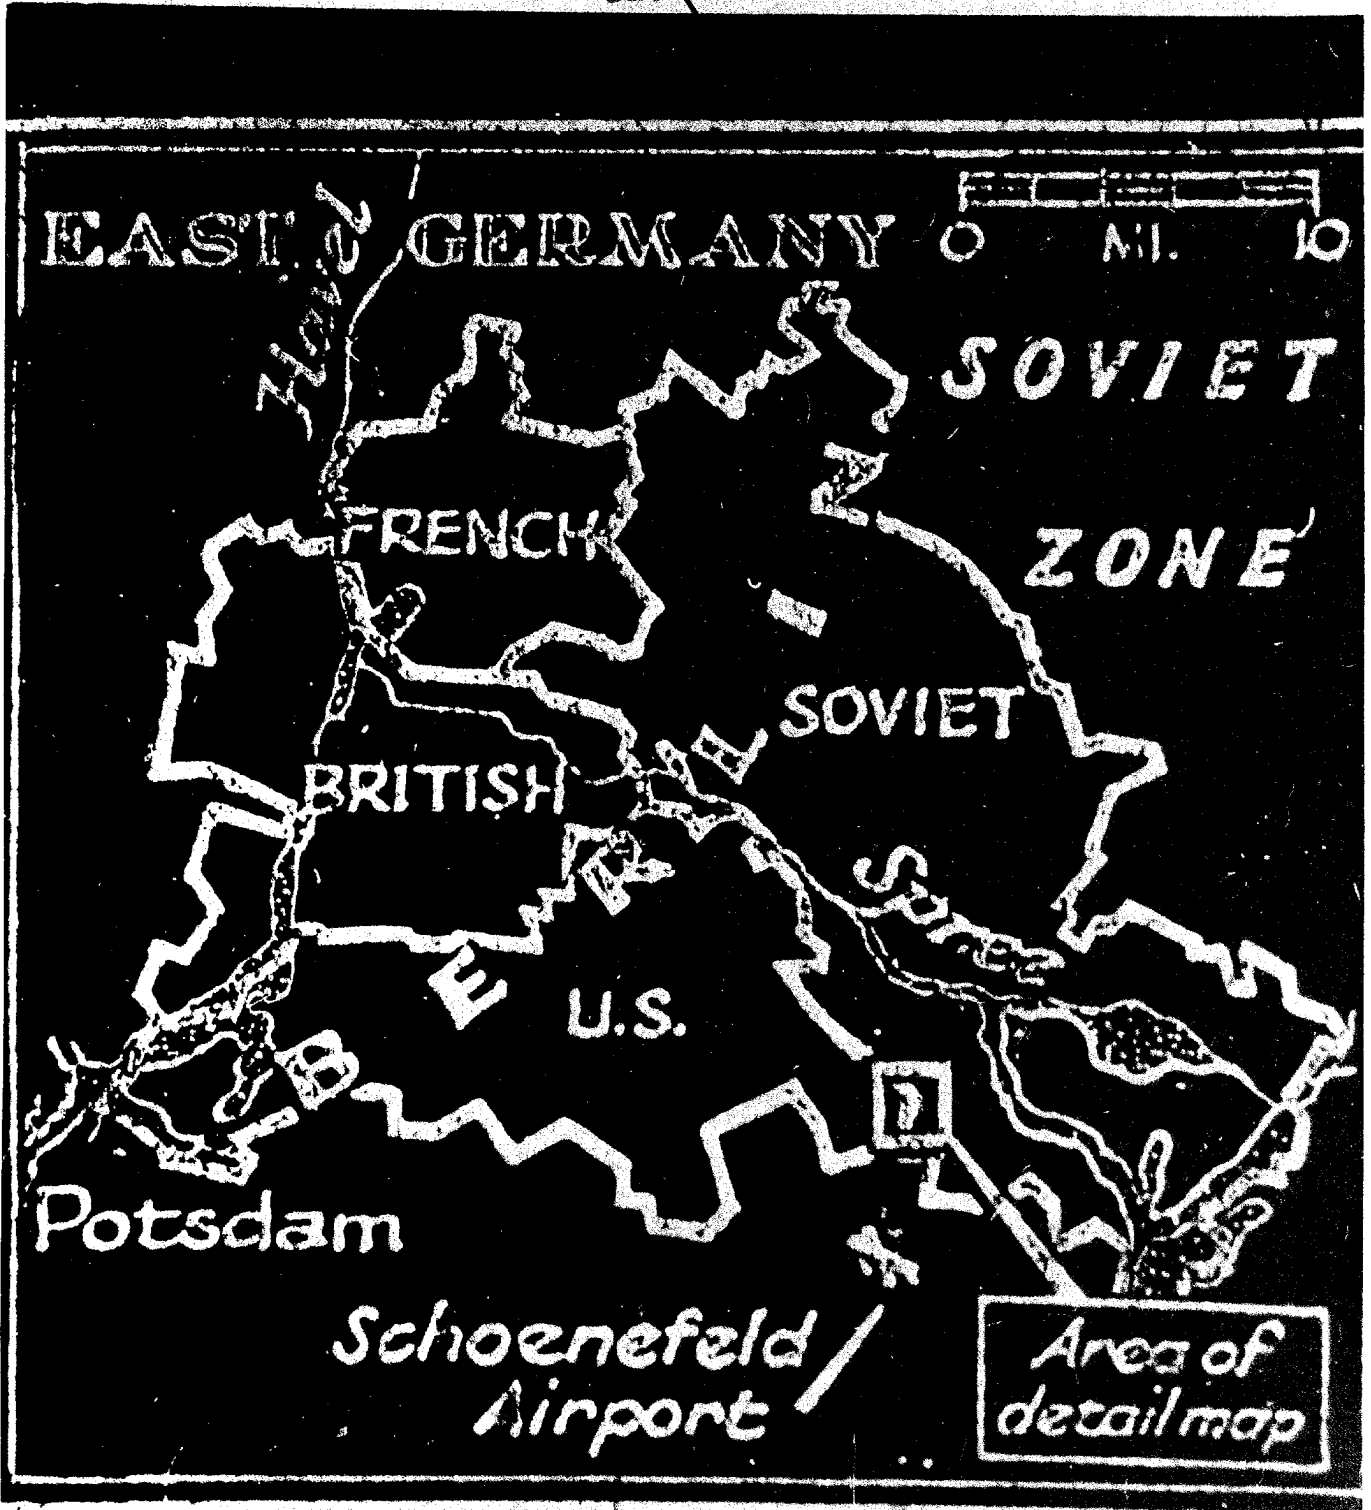 EAST GERMANY
0 MI. 10
Havel
SOVIET
ZONE
FRENCH
SOVIET
BRITISH
BERLIN
Spree
U.S.
Potsdam
Schoenefeld
Airport
Area of
detail map